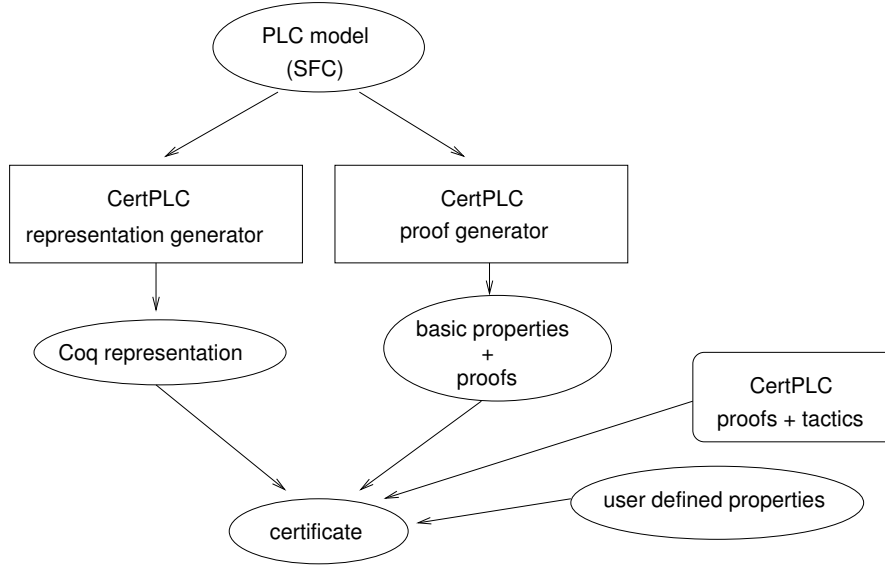 PLC model
(SFC)
CertPLC
representation generator
CertPLC
proof generator
Coq representation
basic properties
+
proofs
CertPLC
proofs + tactics
user defined properties
certificate